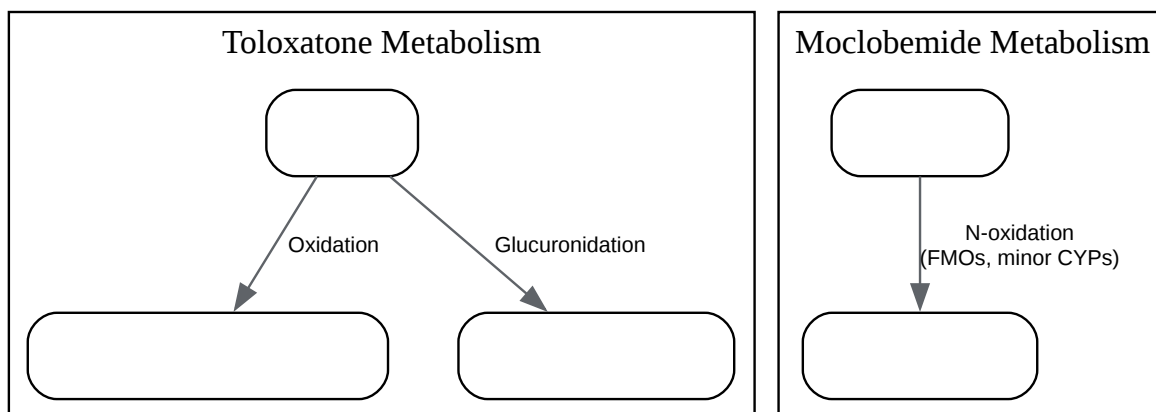 Toloxatone Metabolism
Oxidation
Glucuronidation
Moclobemide Metabolism
N-oxidation
(FMOs, minor CYPs)